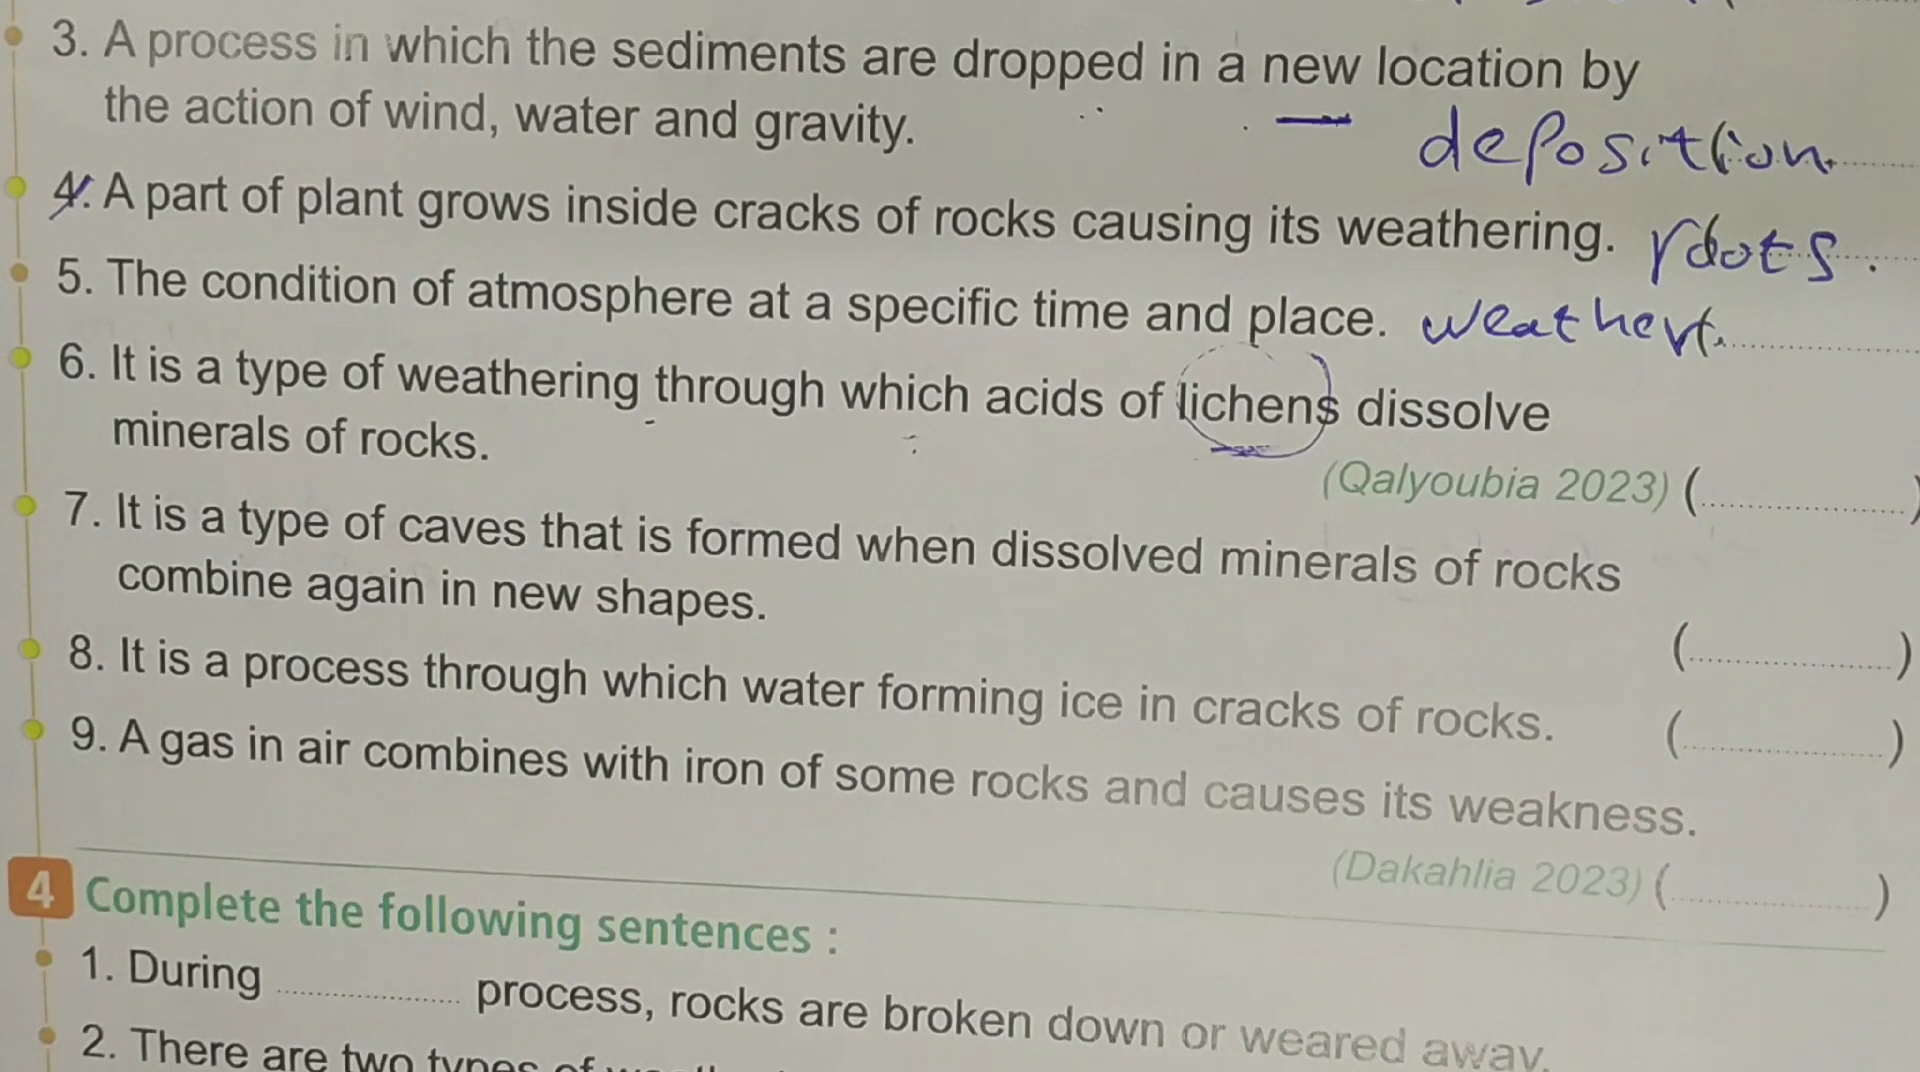 3. A process in which the sediments are dropped in a new location by
the action of wind, water and gravity.
— deposition
4. A part of plant grows inside cracks of rocks causing its weathering. roots.
5. The condition of atmosphere at a specific time and place.
6. It is a type of weathering through which acids of lichens dissolve
minerals of rocks.
(Qalyoubia 2023) (....................)
7. It is a type of caves that is formed when dissolved minerals of rocks
combine again in new shapes.
(....................)
8. It is a process through which water forming ice in cracks of rocks. (....................)
9. A gas in air combines with iron of some rocks and causes its weakness.
(Dakahlia 2023) (....................)
4 Complete the following sentences :
1. During .................... process, rocks are broken down or weared away.
2. There are two types of